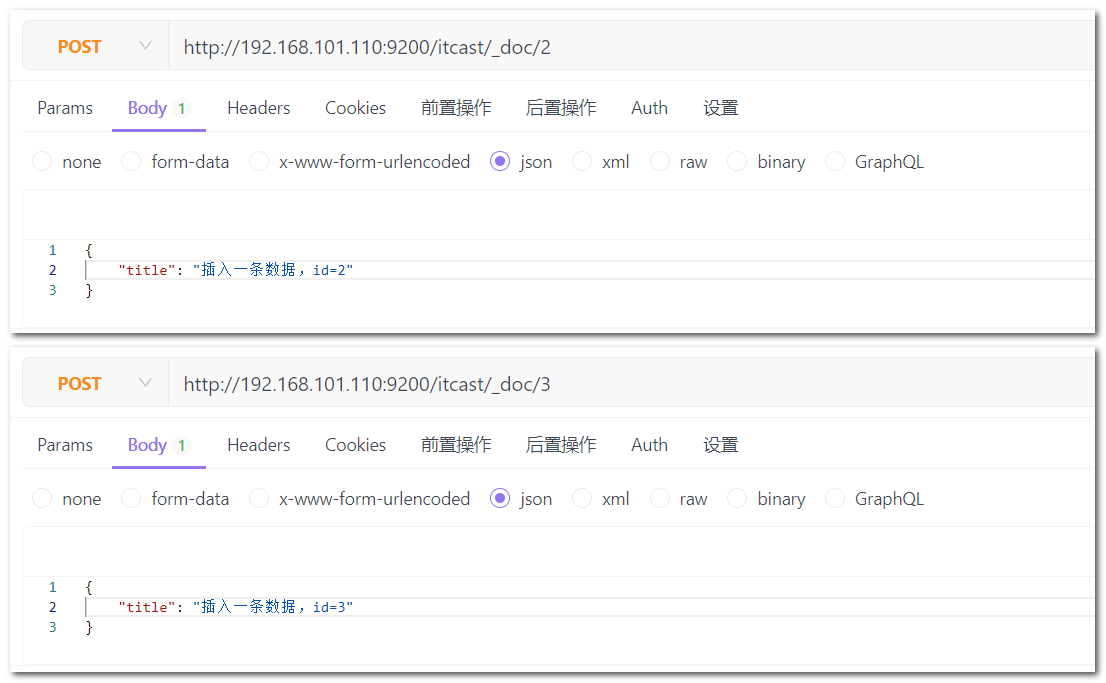 POST http://192.168.101.110:9200/itcast/_doc/2
Params Body 1 Headers Cookies 前置操作 后置操作 Auth 设置
none form-data x-www-form-urlencoded json xml raw binary GraphQL
1 {
2 "title": "插入一条数据，id=2"
3 }
POST http://192.168.101.110:9200/itcast/_doc/3
Params Body 1 Headers Cookies 前置操作 后置操作 Auth 设置
none form-data x-www-form-urlencoded json xml raw binary GraphQL
1 {
2 "title": "插入一条数据，id=3"
3 }